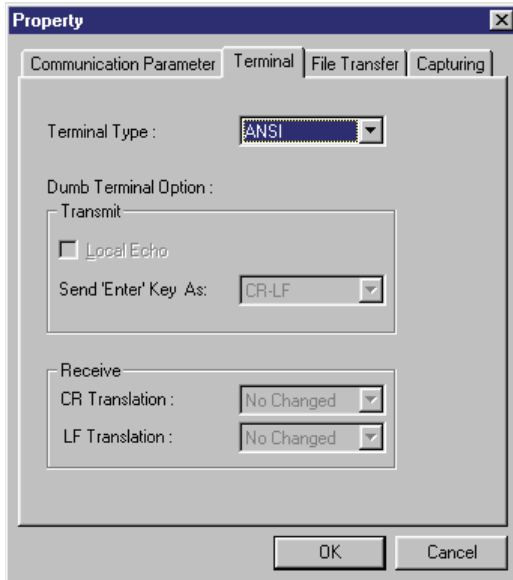 Property
Communication Parameter Terminal File Transfer Capturing
Terminal Type : ANSI
Dumb Terminal Option :
Transmit
Local Echo
Send 'Enter' Key As: CR-LF
Receive
CR Translation : No Changed
LF Translation : No Changed
OK Cancel